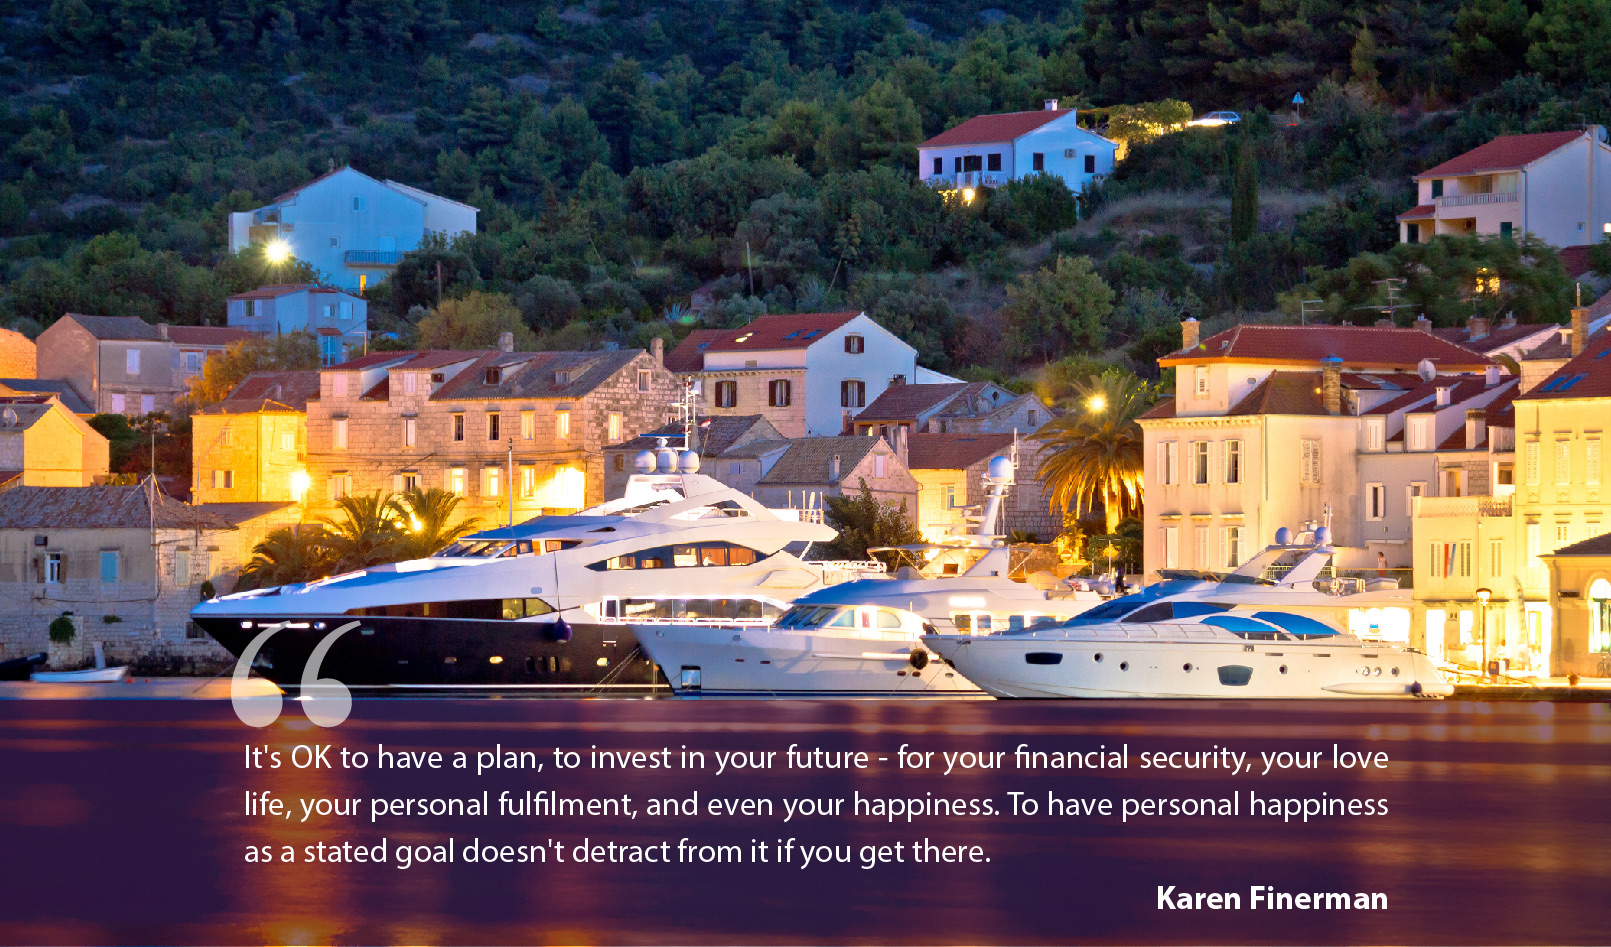 “
It's OK to have a plan, to invest in your future - for your financial security, your love
life, your personal fulfilment, and even your happiness. To have personal happiness
as a stated goal doesn't detract from it if you get there.
Karen Finerman